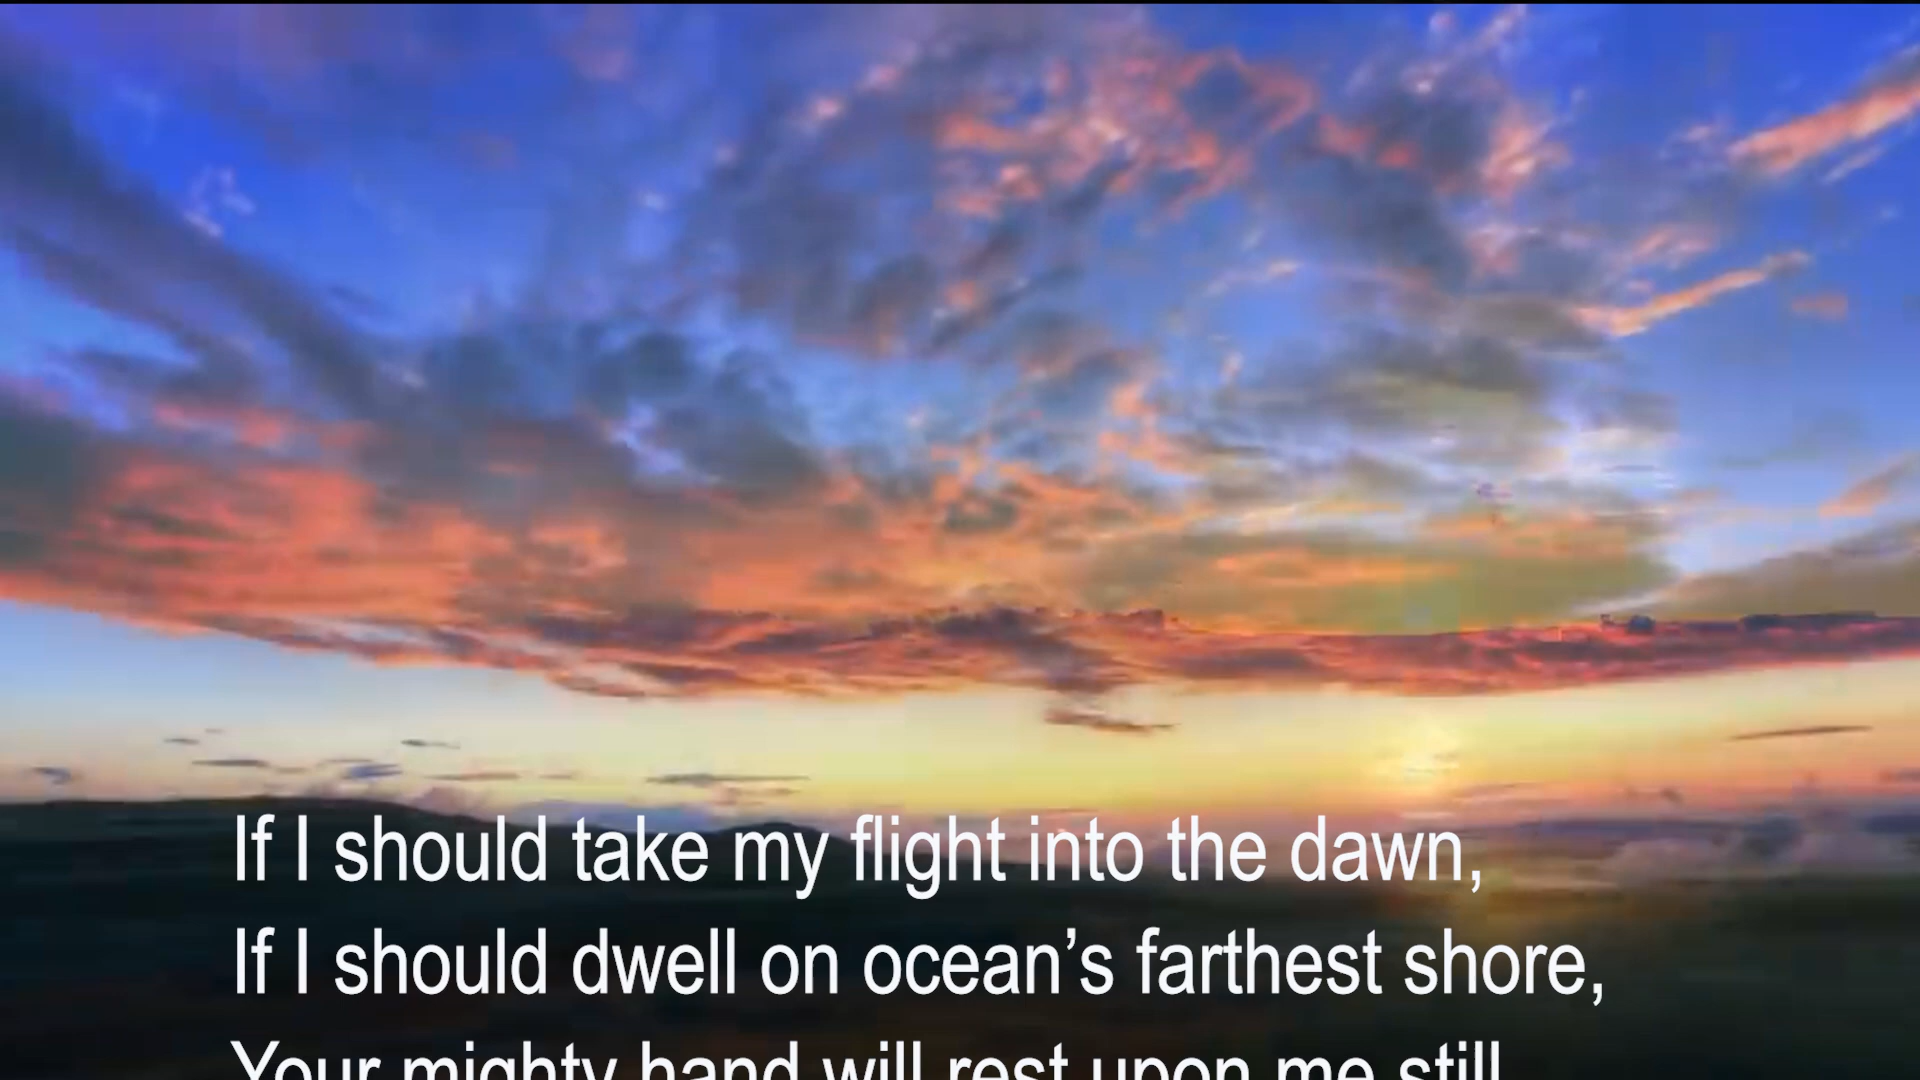 If I should take my flight into the dawn,
If I should dwell on ocean’s farthest shore,
Your mighty hand will rest upon me still